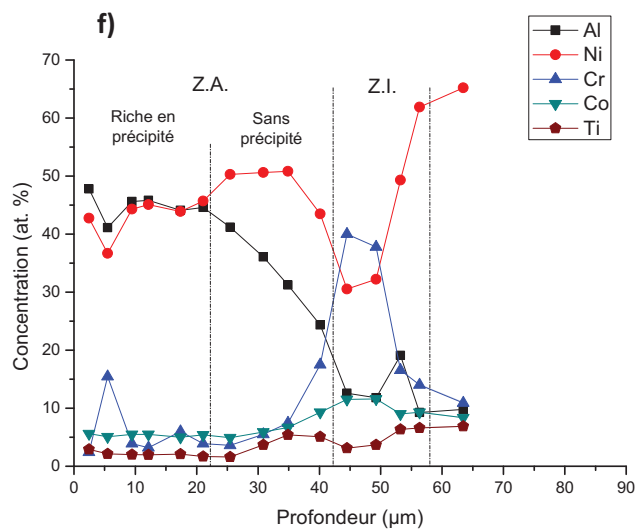 f)
Al
Ni
Cr
Co
Ti
Z.A.
Z.I.
Riche en
précipité
Sans
précipité
Concentration (at. %)
70
60
50
40
30
20
10
0
0 10 20 30 40 50 60 70 80 90
Profondeur (µm)